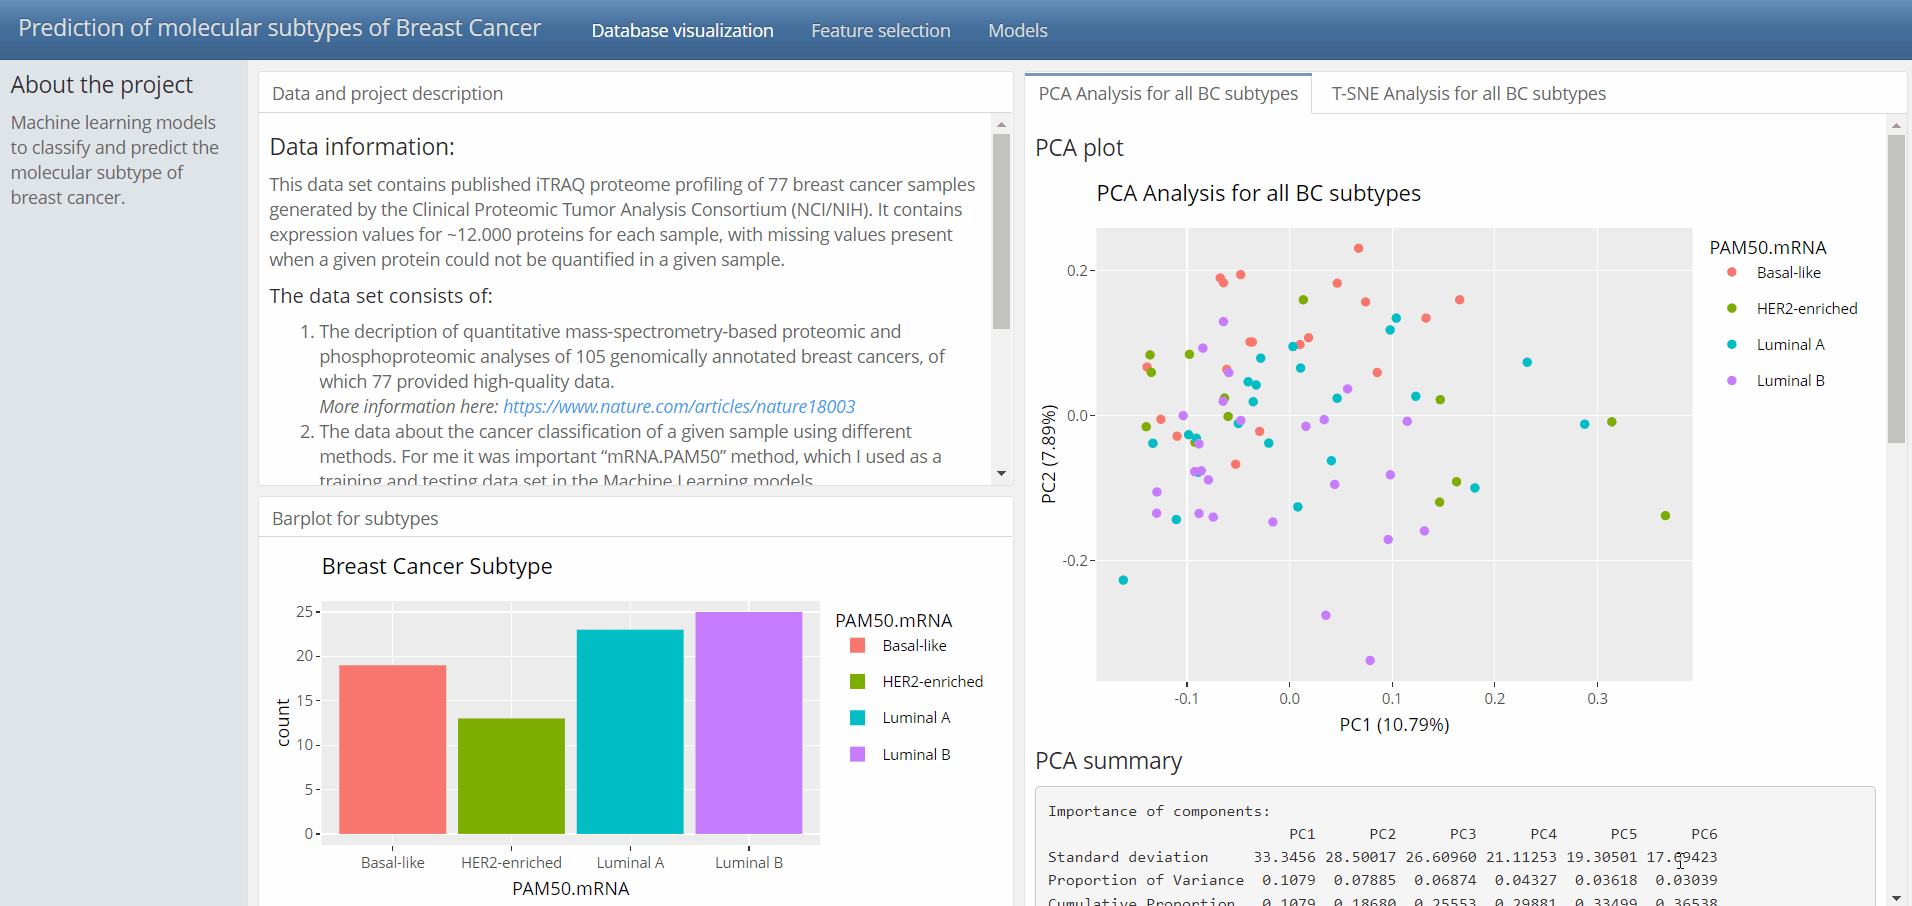 Prediction of molecular subtypes of Breast Cancer
Database visualization
Feature selection
Models
About the project
Machine learning models
to classify and predict the
molecular subtype of
breast cancer.
Data and project description
Data information:
This data set contains published iTRAQ proteome profiling of 77 breast cancer samples
generated by the Clinical Proteomic Tumor Analysis Consortium (NCI/NIH). It contains
expression values for ~12.000 proteins for each sample, with missing values present
when a given protein could not be quantified in a given sample.
The data set consists of:
1. The decription of quantitative mass-spectrometry-based proteomic and
phosphoproteomic analyses of 105 genomically annotated breast cancers, of
which 77 provided high-quality data.
More information here: https://www.nature.com/articles/nature18003
2. The data about the cancer classification of a given sample using different
methods. For me it was important “mRNA.PAM50” method, which I used as a
training and testing data set in the Machine Learning models.
Barplot for subtypes
Breast Cancer Subtype
25
20
15
10
5
0
count
Basal-like
HER2-enriched
Luminal A
Luminal B
PAM50.mRNA
PAM50.mRNA
Basal-like
HER2-enriched
Luminal A
Luminal B
PCA Analysis for all BC subtypes
T-SNE Analysis for all BC subtypes
PCA plot
PCA Analysis for all BC subtypes
0.2
0.0
-0.2
PC2 (7.89%)
-0.1
0.0
0.1
0.2
0.3
PC1 (10.79%)
PAM50.mRNA
Basal-like
HER2-enriched
Luminal A
Luminal B
PCA summary
Importance of components:
PC1 PC2 PC3 PC4 PC5 PC6
Standard deviation 33.3456 28.50017 26.60960 21.11253 19.30501 17.69423
Proportion of Variance 0.1079 0.07885 0.06874 0.04327 0.03618 0.03039
Cumulative Proportion 0.1079 0.18680 0.25553 0.29881 0.33499 0.36538